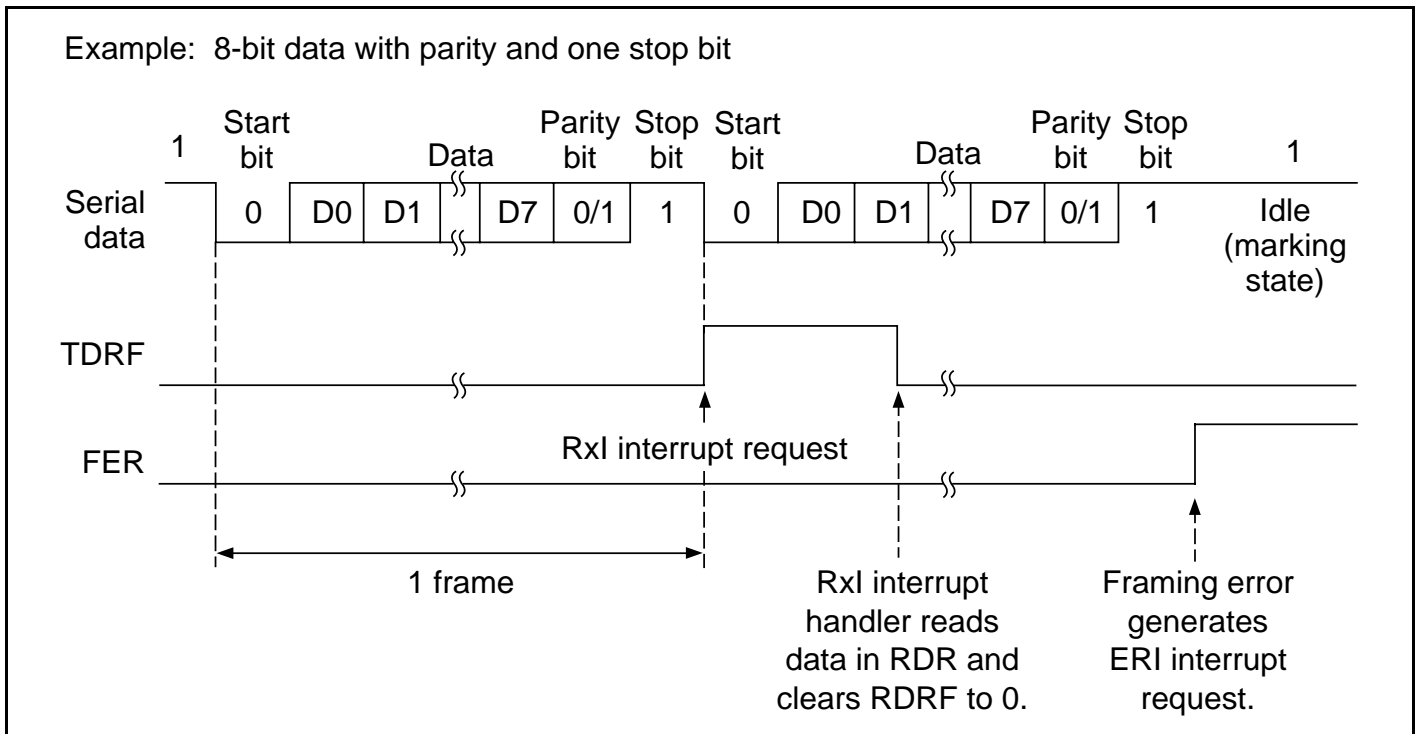 Example: 8-bit data with parity and one stop bit
1 Start bit Data Parity bit Stop bit Start bit Data Parity bit Stop bit 1
Serial data 0 D0 D1 D7 0/1 1 0 D0 D1 D7 0/1 1 Idle (marking state)
TDRF
RxI interrupt request
FER
1 frame
RxI interrupt
handler reads
data in RDR and
clears RDRF to 0.
Framing error
generates
ERI interrupt
request.